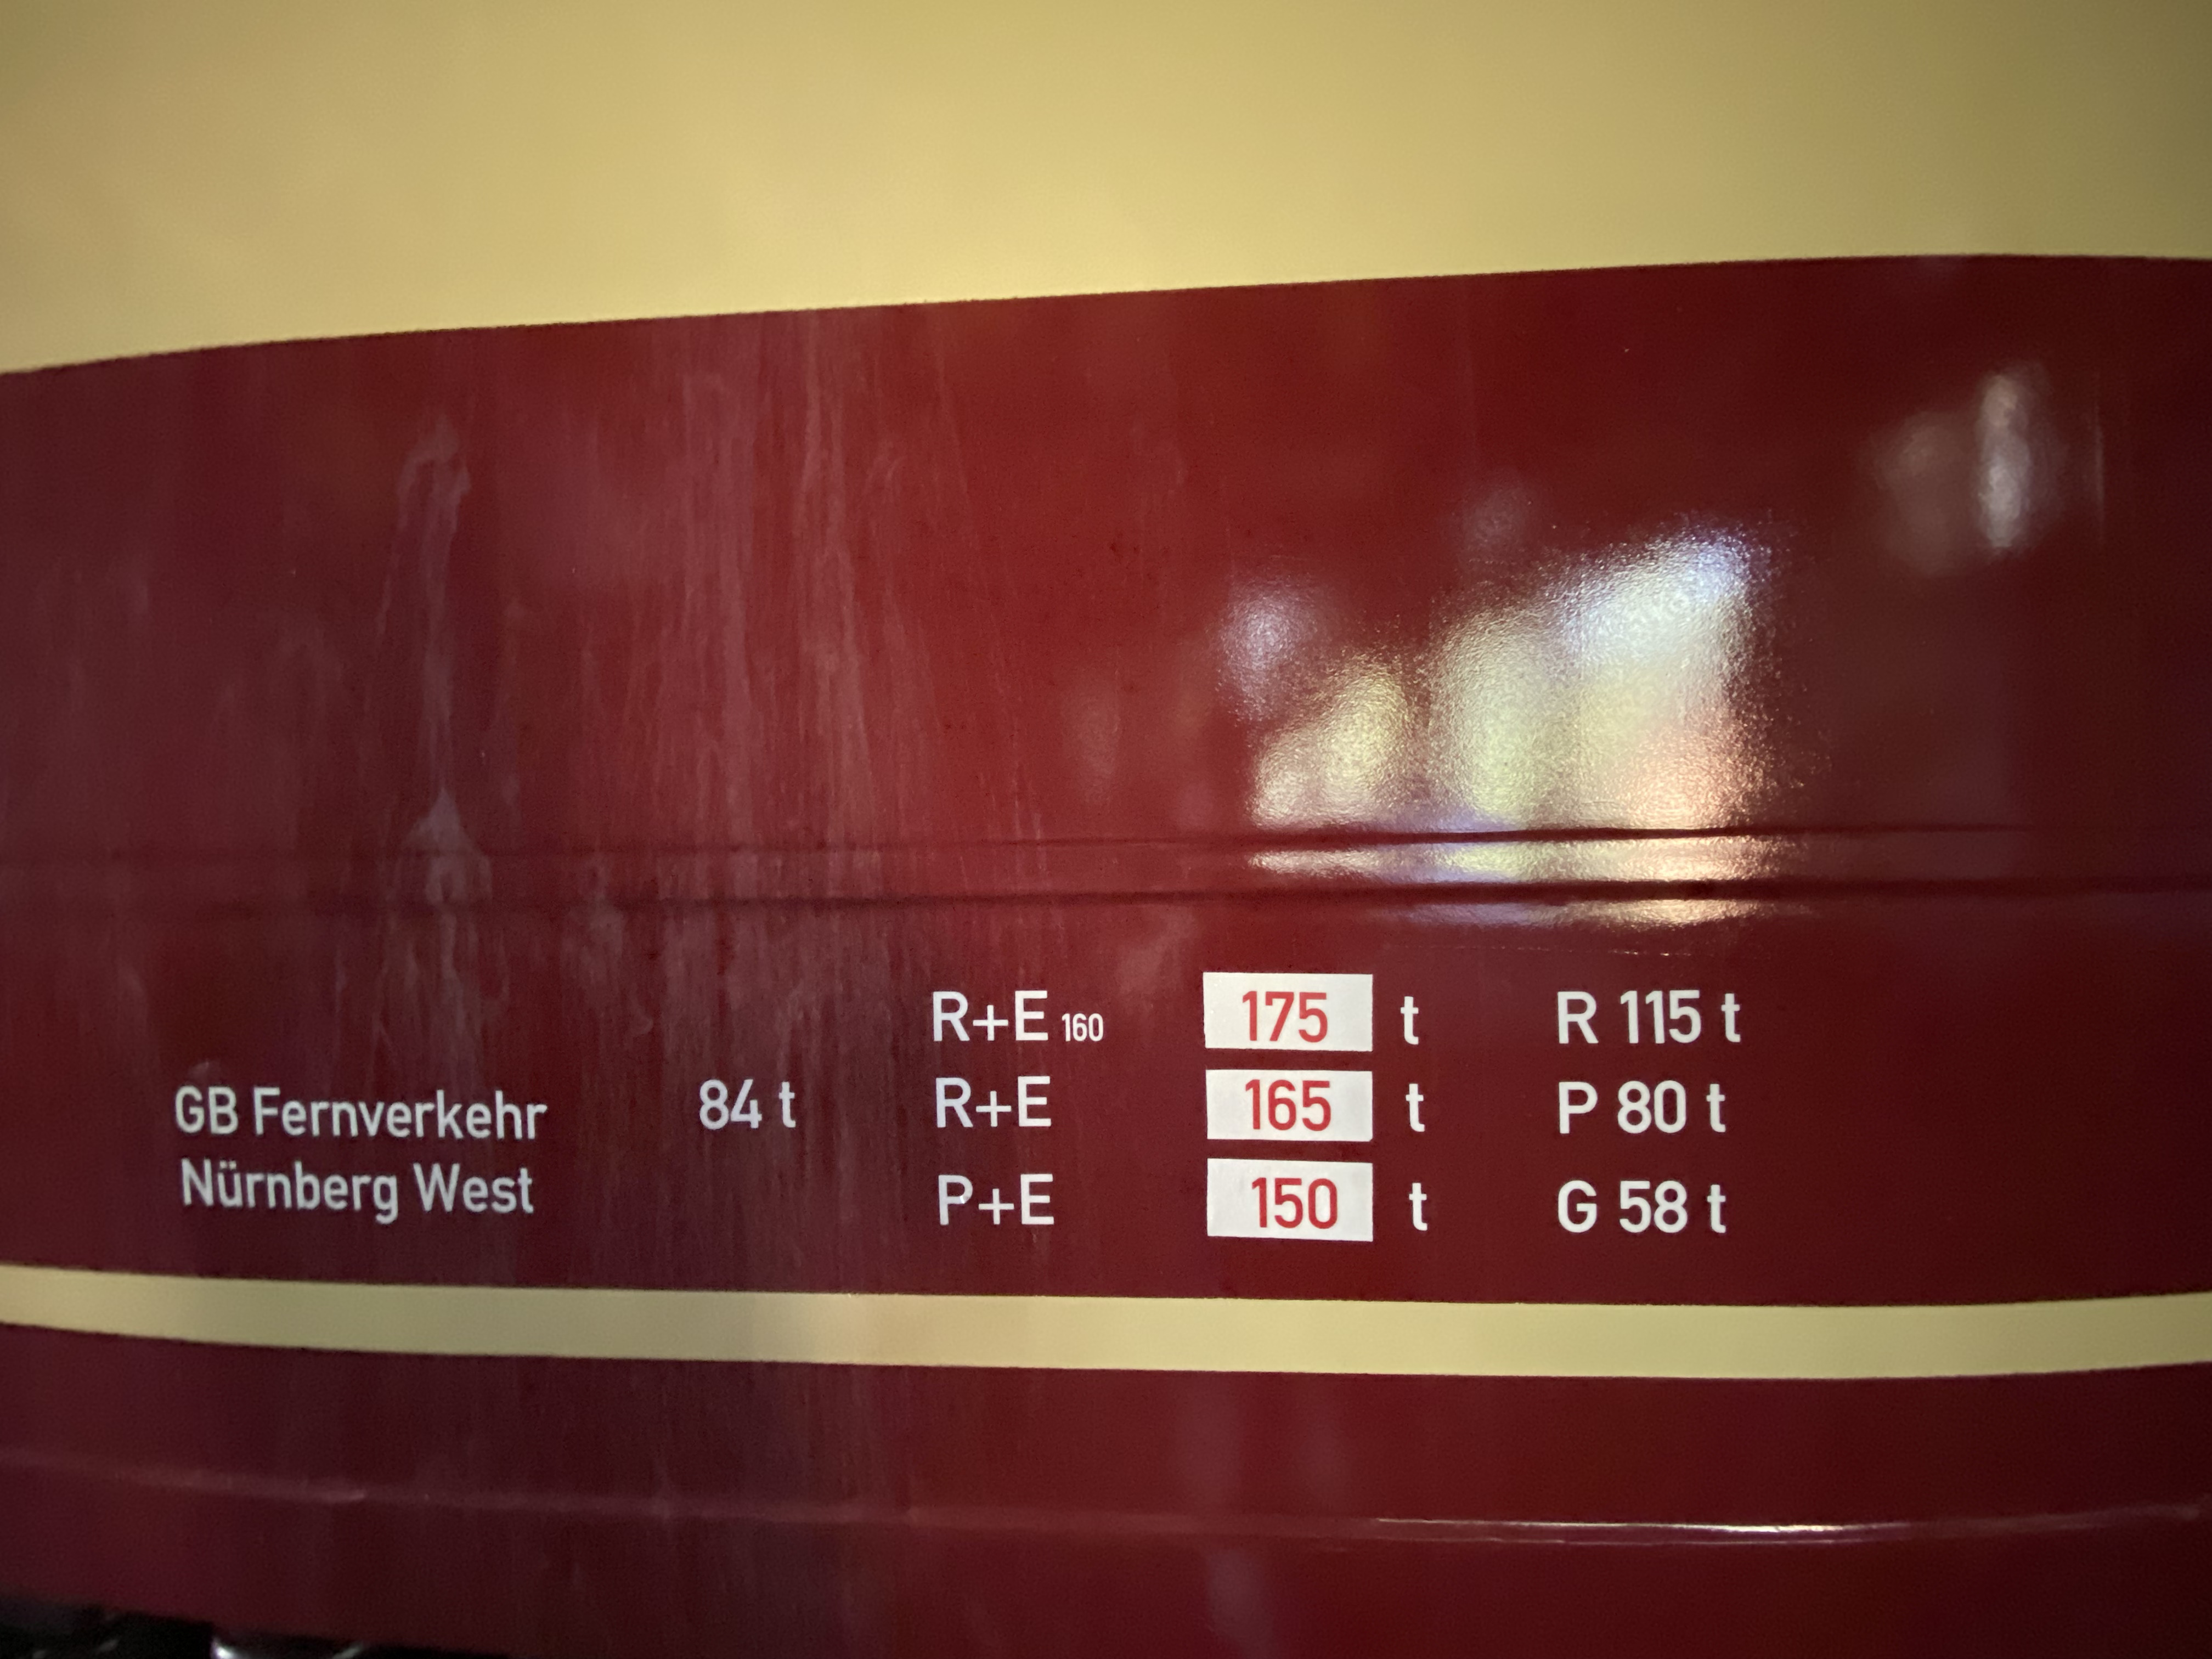 R+E 160 175 t R 115 t
GB Fernverkehr 84 t R+E 165 t P 80 t
Nürnberg West P+E 150 t G 58 t